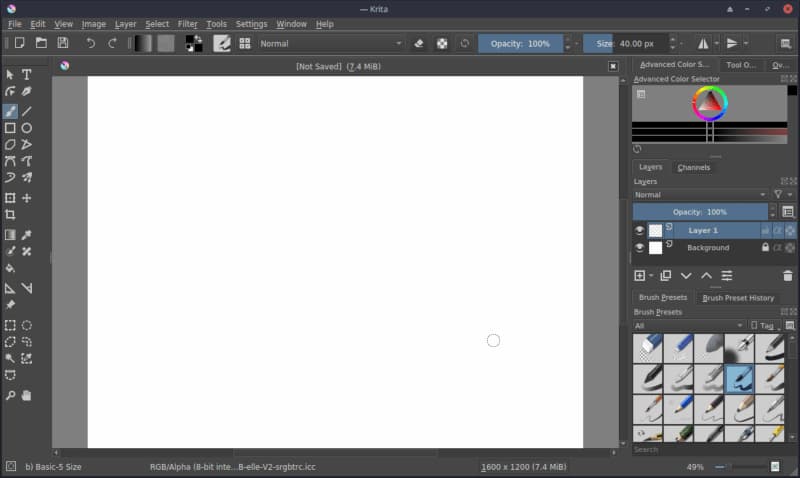 — Krita
File Edit View Image Layer Select Filter Tools Settings Window Help
Normal Opacity: 100% Size: 40.00 px
[Not Saved] (7.4 MiB)
Advanced Color S... Tool O... Ov...
Advanced Color Selector
Layers Channels
Layers
Normal
Opacity: 100%
Layer 1
Background
Brush Presets Brush Preset History
Brush Presets
All Tag
Search
b) Basic-5 Size RGB/Alpha (8-bit inte...B-elle-V2-srgbtrc.icc 1600 x 1200 (7.4 MiB) 49%